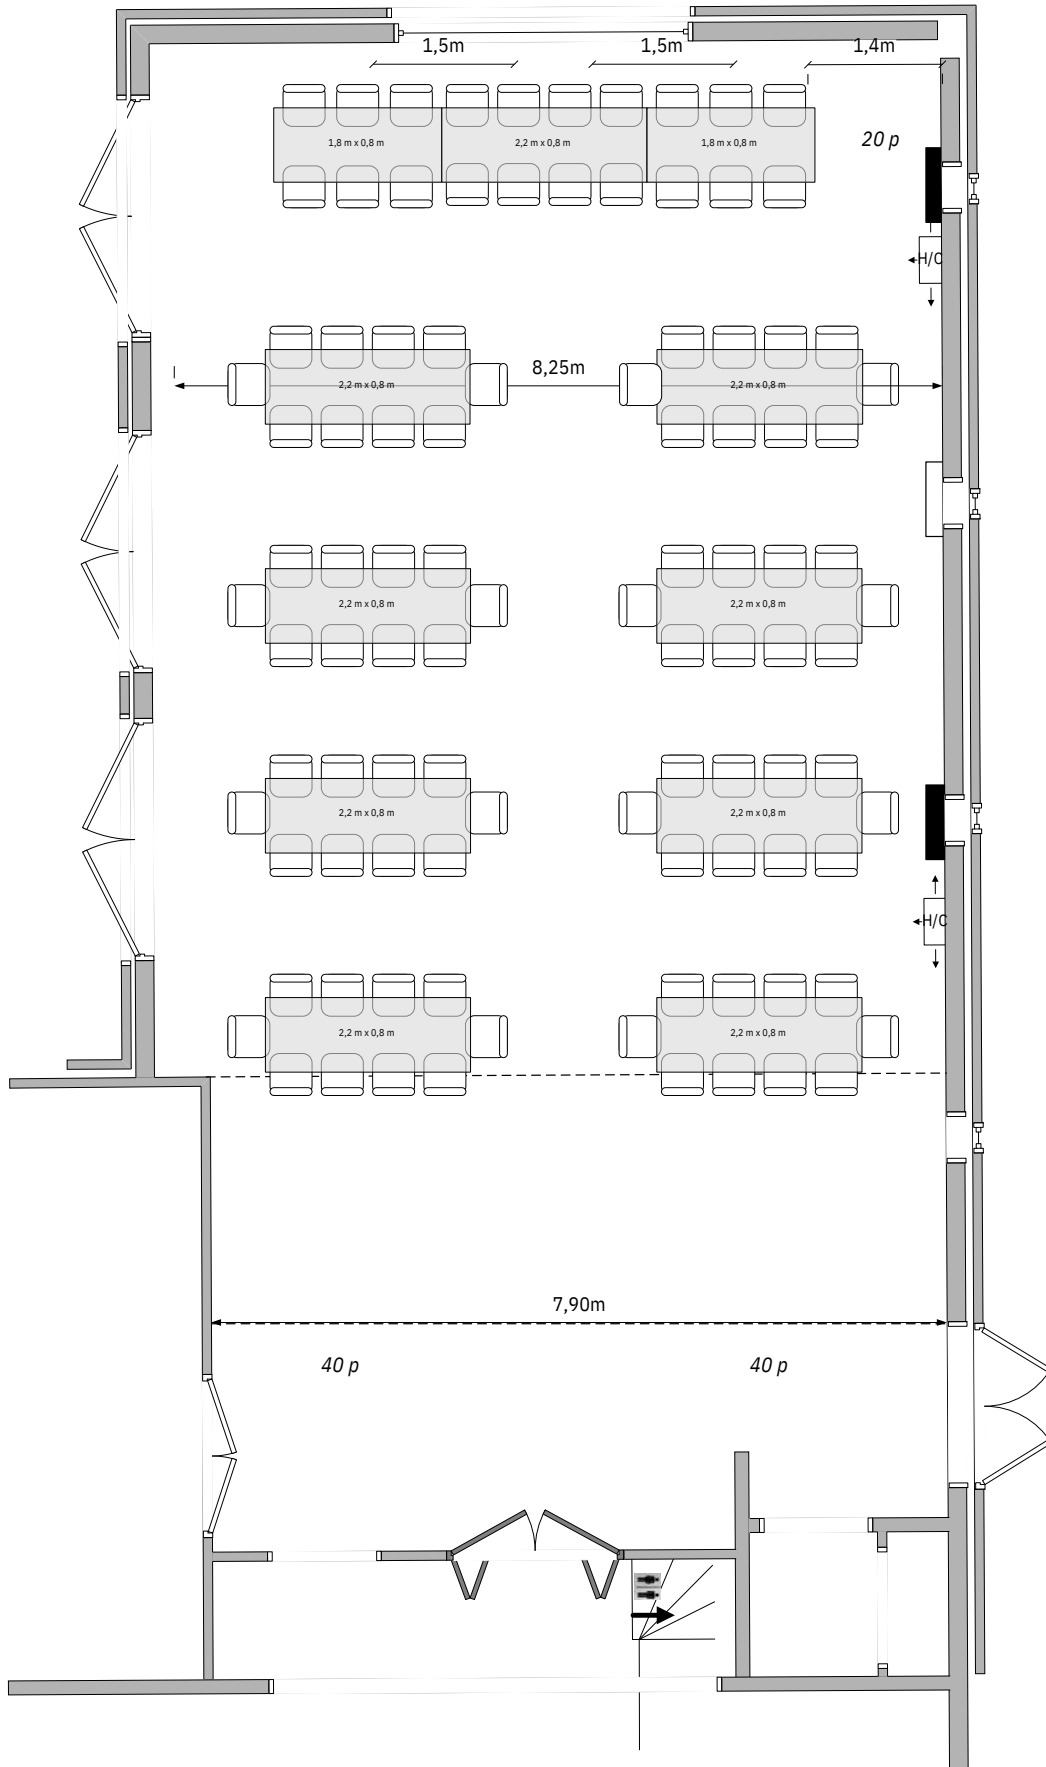 1,5m 1,5m 1,4m
1,8 m x 0,8 m 2,2 m x 0,8 m 1,8 m x 0,8 m 20 p
H/C
8,25m
2,2 m x 0,8 m 2,2 m x 0,8 m
2,2 m x 0,8 m 2,2 m x 0,8 m
2,2 m x 0,8 m 2,2 m x 0,8 m
H/C
2,2 m x 0,8 m 2,2 m x 0,8 m
7,90m
40 p 40 p